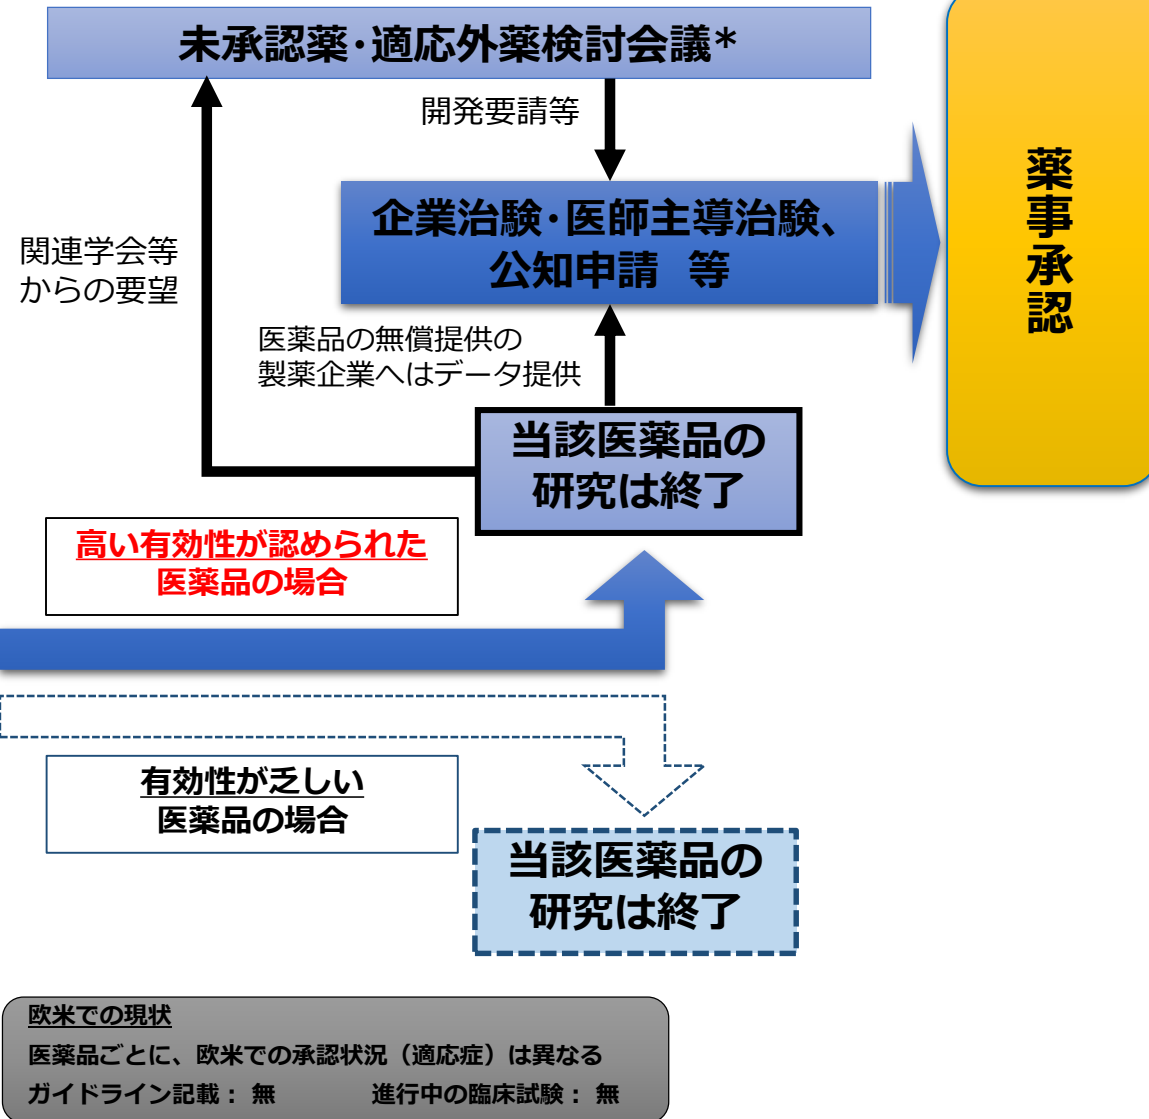 未承認薬・適応外薬検討会議*
開発要請等
企業治験・医師主導治験、
公知申請 等
薬事承認
関連学会等
からの要望
医薬品の無償提供の
製薬企業へはデータ提供
当該医薬品の
研究は終了
高い有効性が認められた
医薬品の場合
有効性が乏しい
医薬品の場合
当該医薬品の
研究は終了
欧米での現状
医薬品ごとに、欧米での承認状況（適応症）は異なる
ガイドライン記載： 無 進行中の臨床試験： 無